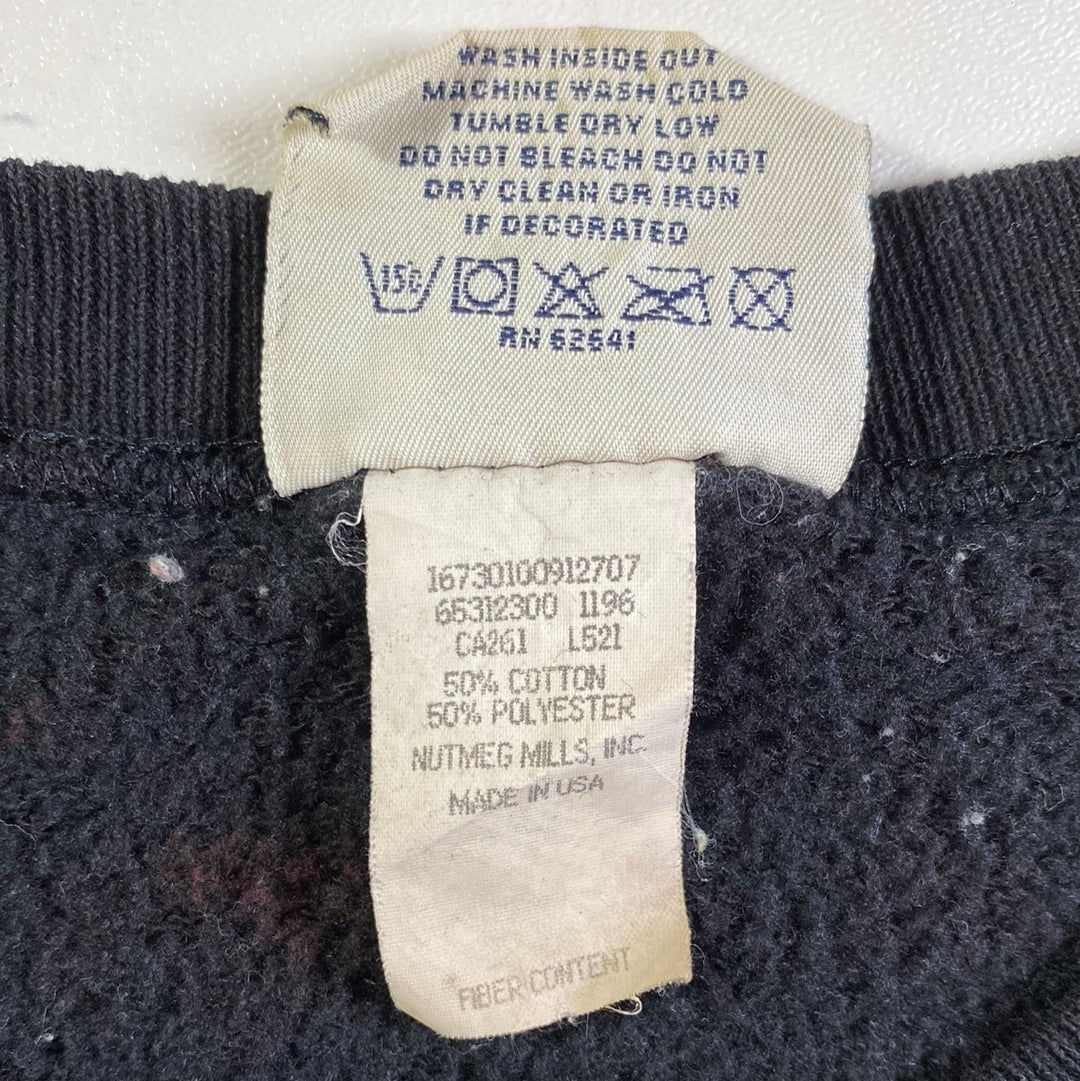 WASH INSIDE OUT
MACHINE WASH COLD
TUMBLE DRY LOW
DO NOT BLEACH DO NOT
DRY CLEAN OR IRON
IF DECORATED
RN 62641
16730100912707
65312300 1196
CA261 L521
50% COTTON
50% POLYESTER
NUTMEG MILLS, INC.
MADE IN USA
FIBER CONTENT